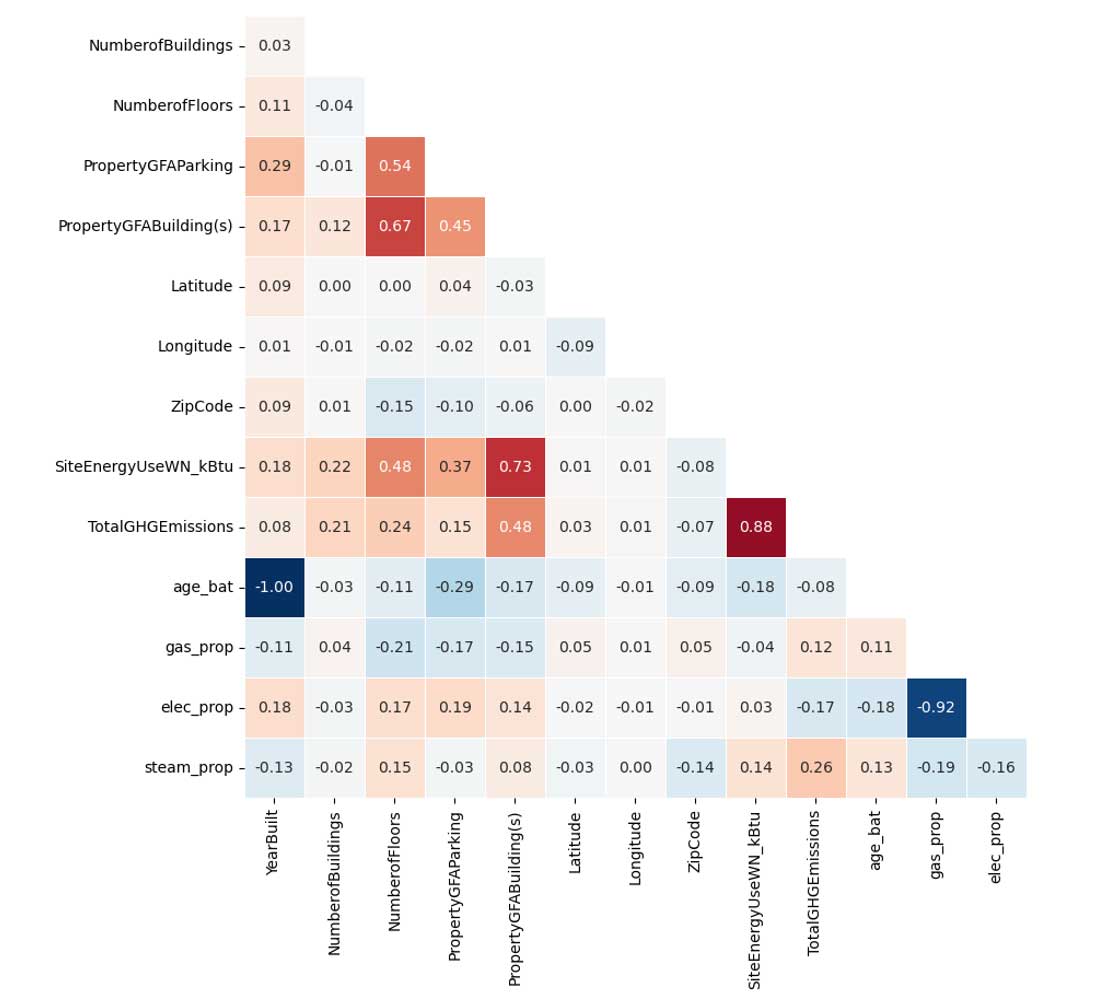 NumberofBuildings 0.03
NumberofFloors 0.11 -0.04
PropertyGFAParking 0.29 -0.01 0.54
PropertyGFABuilding(s) 0.17 0.12 0.67 0.45
Latitude 0.09 0.00 0.00 0.04 -0.03
Longitude 0.01 -0.01 -0.02 -0.02 0.01 -0.09
ZipCode 0.09 0.01 -0.15 -0.10 -0.06 0.00 -0.02
SiteEnergyUseWN_kBtu 0.18 0.22 0.48 0.37 0.73 0.01 0.01 -0.08
TotalGHGEmissions 0.08 0.21 0.24 0.15 0.48 0.03 0.01 -0.07 0.88
age_bat -1.00 -0.03 -0.11 -0.29 -0.17 -0.09 -0.01 -0.09 -0.18 -0.08
gas_prop -0.11 0.04 -0.21 -0.17 -0.15 0.05 0.01 0.05 -0.04 0.12 0.11
elec_prop 0.18 -0.03 0.17 0.19 0.14 -0.02 -0.01 -0.01 0.03 -0.17 -0.18 -0.92
steam_prop -0.13 -0.02 0.15 -0.03 0.08 -0.03 0.00 -0.14 0.14 0.26 0.13 -0.19 -0.16
YearBuilt
NumberofBuildings
NumberofFloors
PropertyGFAParking
PropertyGFABuilding(s)
Latitude
Longitude
ZipCode
SiteEnergyUseWN_kBtu
TotalGHGEmissions
age_bat
gas_prop
elec_prop